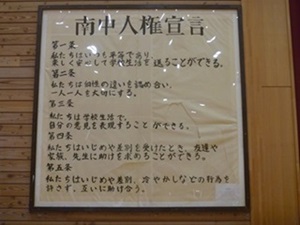 南中人権宣言
第一条
私たちはいつも平等であり、
楽しく安心して学校生活を送ることができる。
第二条
私たちは個性の違いを認め合い、
一人一人を大切にする。
第三条
私たちは学校生活で、
自分の意見を表現することができる。
第四条
私たちはいじめや差別を受けたとき、友達や
家族、先生に助けを求めることができる。
第五条
私たちはいじめや差別、冷やかしなどの行為を
許さず、互いに助け合う。